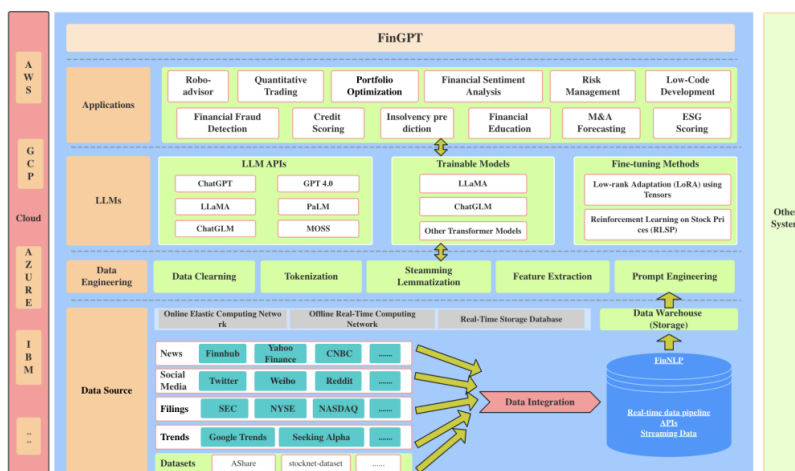 FinGPT
AWS
GCP
Cloud
AZURE
IBM
...
Applications
Robo-
advisor
Quantitative
Trading
Portfolio
Optimization
Financial Sentiment
Analysis
Risk
Management
Low-Code
Development
Financial Fraud
Detection
Credit
Scoring
Insolvency pre
diction
Financial
Education
M&A
Forecasting
ESG
Scoring
LLMs
LLM APIs
ChatGPT
GPT 4.0
LLaMA
PaLM
ChatGLM
MOSS
Trainable Models
LLaMA
ChatGLM
Other Transformer Models
Fine-tuning Methods
Low-rank Adaptation (LoRA) using
Tensors
Reinforcement Learning on Stock Pri
ces (RLSP)
Data
Engineering
Data Clearning
Tokenization
Steamming
Lemmatization
Feature Extraction
Prompt Engineering
Data Source
Online Elastic Computing Netwo
rk
Offline Real-Time Computing
Network
Real-Time Storage Database
Data Warehouse
(Storage)
News
Finnhub
Yahoo
Finance
CNBC
......
Social
Media
Twitter
Weibo
Reddit
......
Filings
SEC
NYSE
NASDAQ
......
Trends
Google Trends
Seeking Alpha
......
Datasets
AShare
stocknet-dataset
......
Data Integration
FinNLP
Real-time data pipeline
APIs
Streaming Data